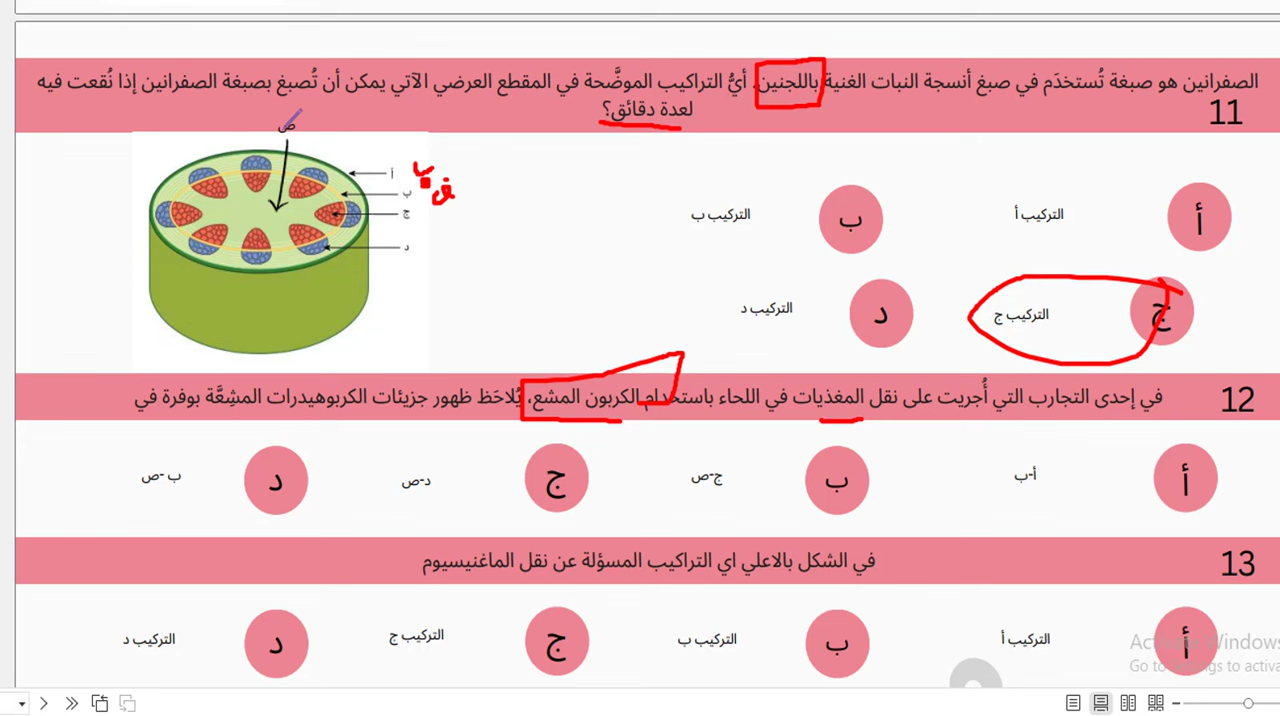 الصفرانين هو صبغة تُستخدَم في صبغ أنسجة النبات الغنية باللجنين. أيُّ التراكيب الموضَّحة في المقطع العرضي الآتي يمكن أن تُصبغ بصبغة الصفرانين إذا نُقعت فيه
11 لعدة دقائق؟
ص
أ
ب
ج
د
أ التركيب أ
ب التركيب ب
ج التركيب ج
د التركيب د
12 في إحدى التجارب التي أُجريت على نقل المغذيات في اللحاء باستخدام الكربون المشع، يُلاحَظ ظهور جزيئات الكربوهيدرات المشِعَّة بوفرة في
أ أ-ب
ب ج-ص
ج د-ص
د ب -ص
13 في الشكل بالاعلي اي التراكيب المسؤلة عن نقل الماغنيسيوم
أ التركيب أ
ب التركيب ب
ج التركيب ج
د التركيب د
Activate Windows